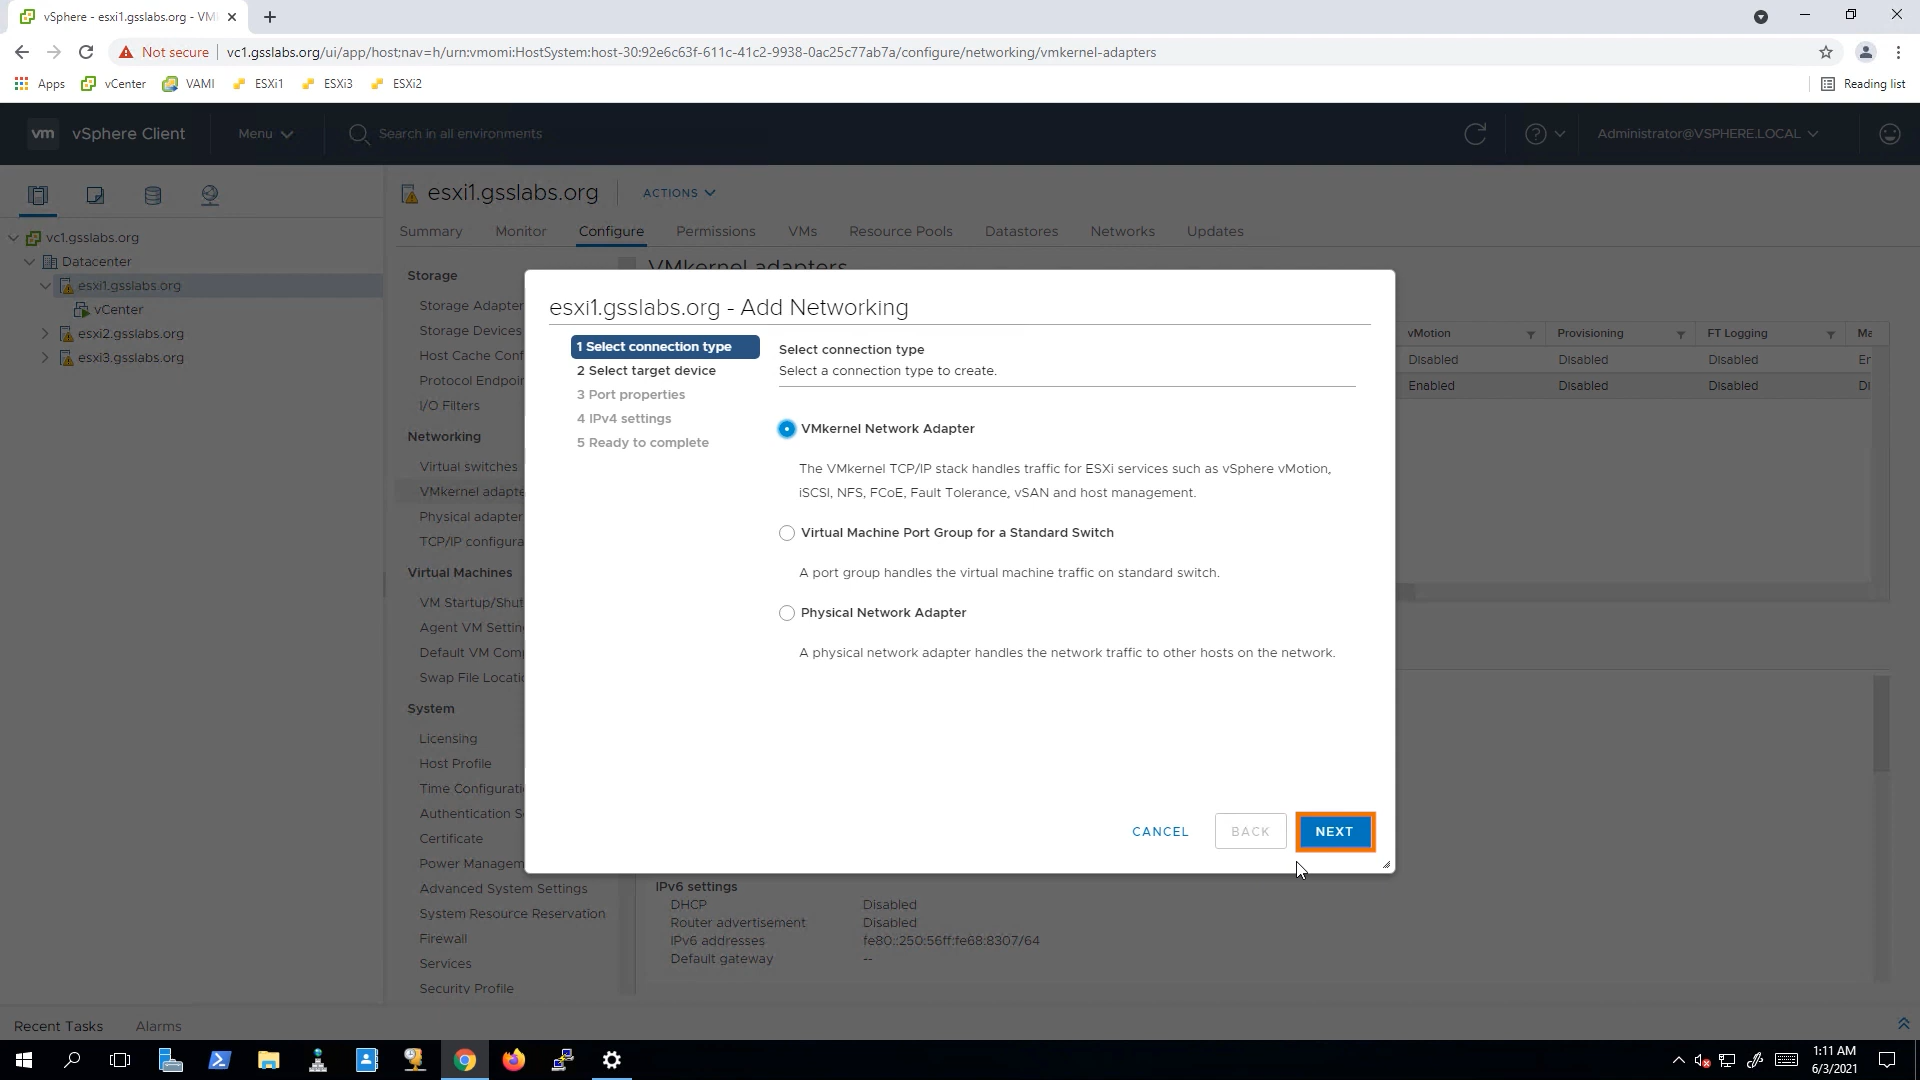 vSphere - esxi1.gsslabs.org - VM
Not secure
vc1.gsslabs.org/ui/app/host;nav=h/urn:vmomi:HostSystem:host-30:92e6c63f-611c-41c2-9938-0ac25c77ab7a/configure/networking/vmkernel-adapters
Apps
vCenter
VAMI
ESXi1
ESXi3
ESXi2
Reading list
vm
vSphere Client
Menu
Search in all environments
Administrator@VSPHERE.LOCAL
esxi1.gsslabs.org
ACTIONS
Summary
Monitor
Configure
Permissions
VMs
Resource Pools
Datastores
Networks
Updates
vc1.gsslabs.org
Datacenter
esxi1.gsslabs.org
vCenter
esxi2.gsslabs.org
esxi3.gsslabs.org
Storage
Storage Adapter
Storage Devices
Host Cache Conf
Protocol Endpoin
I/O Filters
Networking
Virtual switches
VMkernel adapte
Physical adapter
TCP/IP configura
Virtual Machines
VM Startup/Shut
Agent VM Settin
Default VM Comp
Swap File Locatio
System
Licensing
Host Profile
Time Configurati
Authentication S
Certificate
Power Managem
Advanced System Settings
System Resource Reservation
Firewall
Services
Security Profile
VMkernel adapters
vMotion
Provisioning
FT Logging
Ma
Disabled
Disabled
Disabled
Er
Enabled
Disabled
Disabled
Di
esxi1.gsslabs.org - Add Networking
1 Select connection type
2 Select target device
3 Port properties
4 IPv4 settings
5 Ready to complete
Select connection type
Select a connection type to create.
VMkernel Network Adapter
The VMkernel TCP/IP stack handles traffic for ESXi services such as vSphere vMotion,
iSCSI, NFS, FCoE, Fault Tolerance, vSAN and host management.
Virtual Machine Port Group for a Standard Switch
A port group handles the virtual machine traffic on standard switch.
Physical Network Adapter
A physical network adapter handles the network traffic to other hosts on the network.
CANCEL
BACK
NEXT
IPv6 settings
DHCP
Disabled
Router advertisement
Disabled
IPv6 addresses
fe80::250:56ff:fe68:8307/64
Default gateway
--
Recent Tasks
Alarms
1:11 AM
6/3/2021